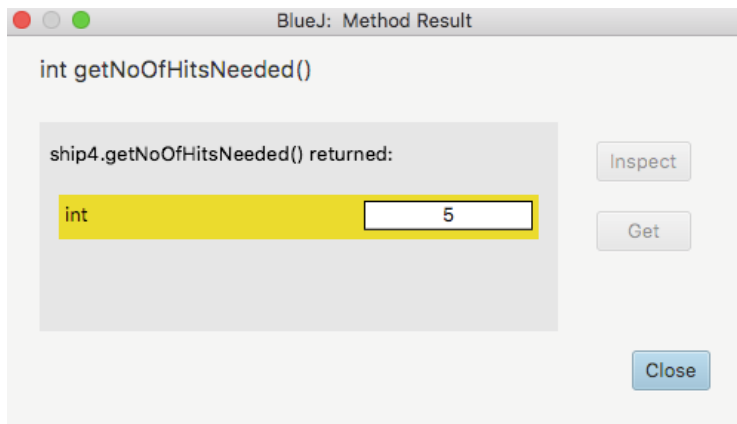 BlueJ: Method Result
int getNoOfHitsNeeded()
ship4.getNoOfHitsNeeded() returned:
Inspect
int 5
Get
Close